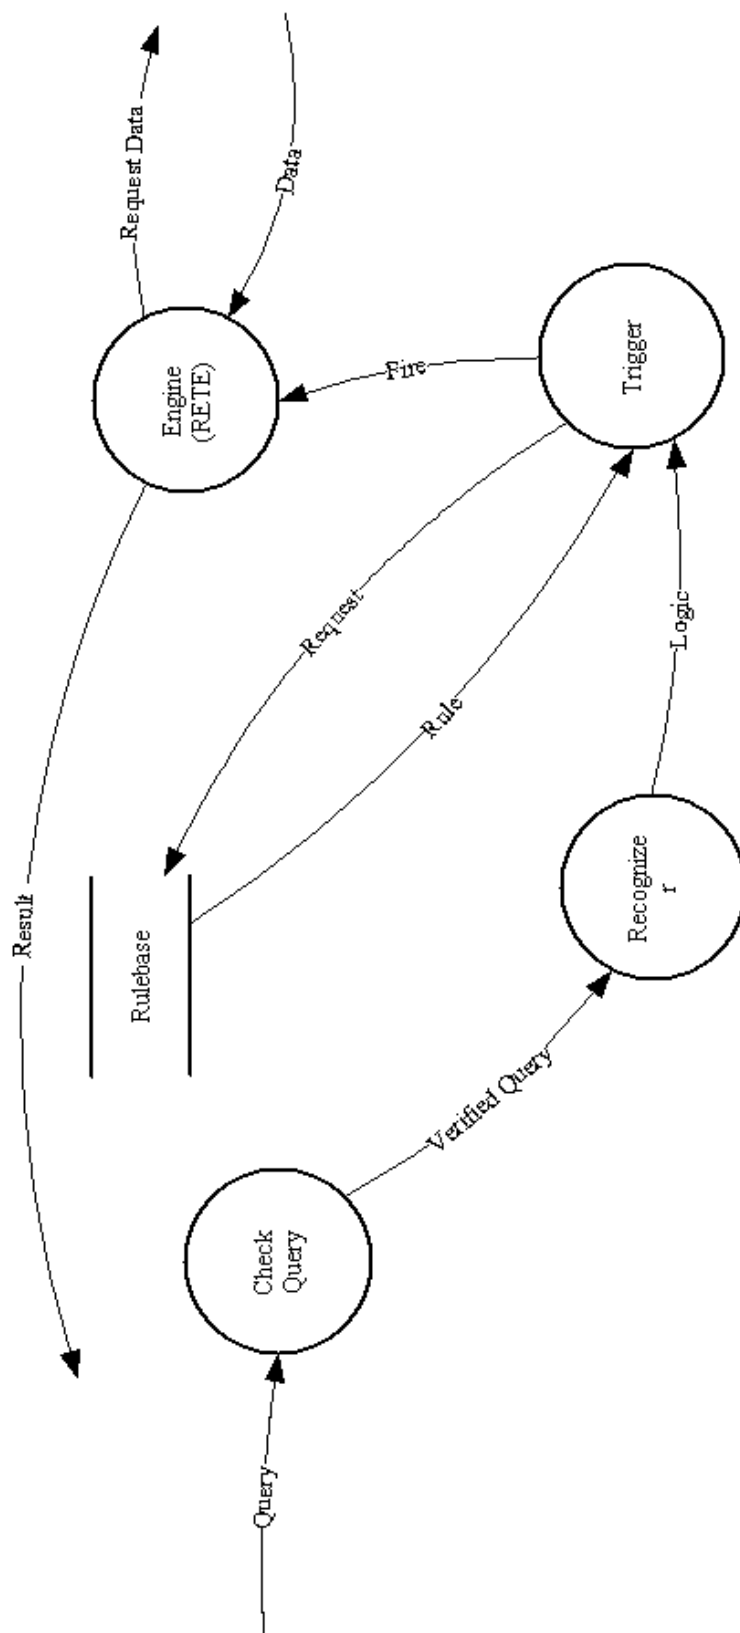 Query
Check
Query
Verified Query
Recognize
r
Logic
Trigger
Request
Rule
Rulebase
Fire
Engine
(RETE)
Request Data
Data
Result